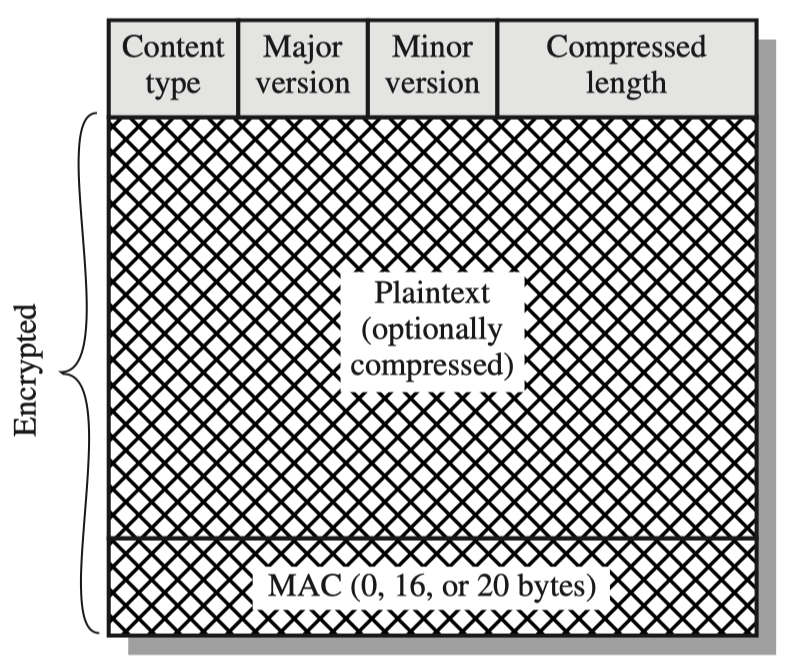 Content
type
Major
version
Minor
version
Compressed
length
Encrypted
Plaintext
(optionally
compressed)
MAC (0, 16, or 20 bytes)